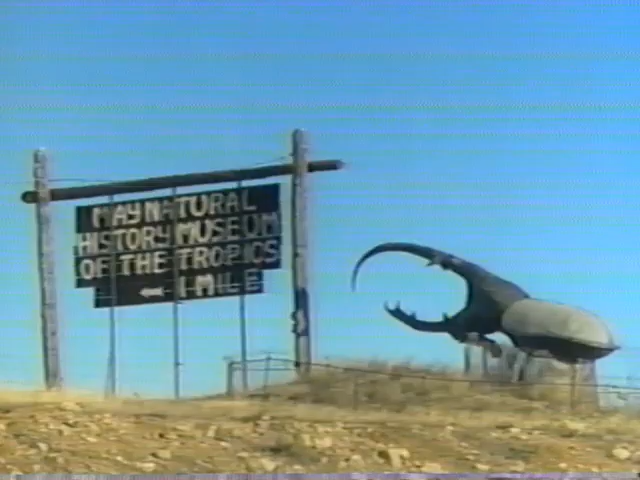 MAY NATURAL
HISTORY MUSEUM
OF THE TROPICS
← 1 MILE